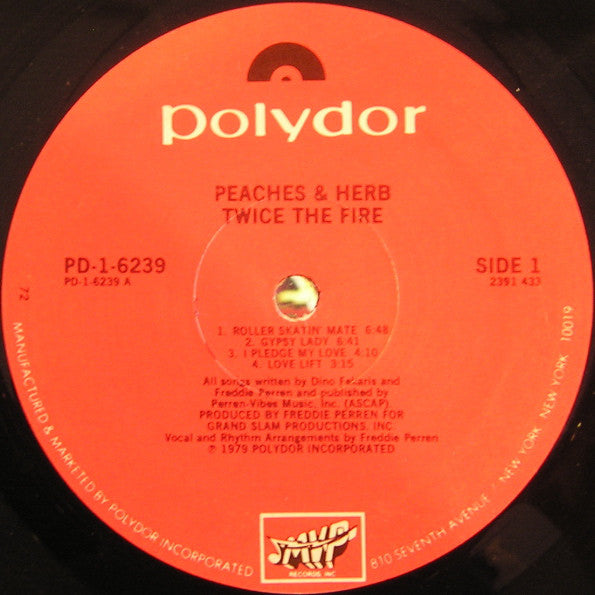 polydor
PEACHES & HERB
TWICE THE FIRE
PD-1-6239
PD-1-6239 A
SIDE 1
2391 433
1. ROLLER SKATIN' MATE 6:48
2. GYPSY LADY 6:41
3. I PLEDGE MY LOVE 4:10
4. LOVE LIFT 3:15
All songs written by Dino Fekaris and
Freddie Perren and published by
Perren-Vibes Music, Inc. (ASCAP)
PRODUCED BY FREDDIE PERREN FOR
GRAND SLAM PRODUCTIONS, INC.
Vocal and Rhythm Arrangements by Freddie Perren
℗ 1979 POLYDOR INCORPORATED
72
MANUFACTURED & MARKETED BY POLYDOR INCORPORATED
810 SEVENTH AVENUE • NEW YORK, NEW YORK 10019
MVP
RECORDS, INC.